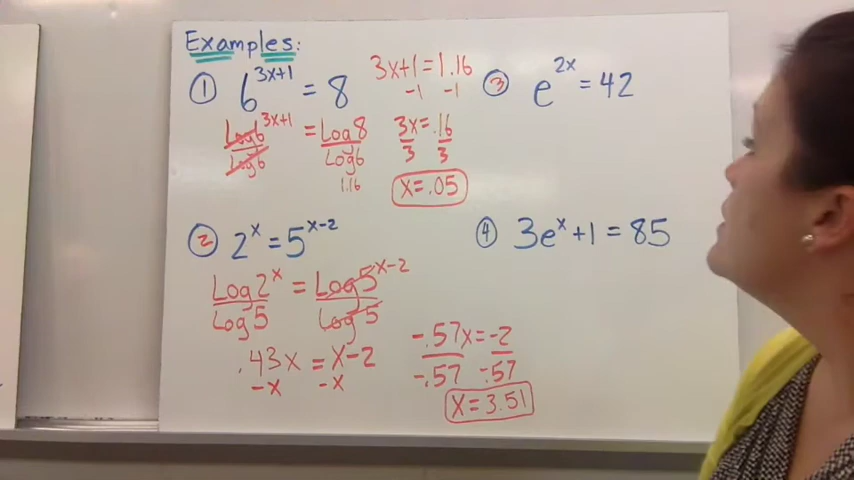 Examples:
① 6^3x+1 = 8
Log6^3x+1 = Log8
Log6 Log6
1.16
3x+1 = 1.16
-1 -1
3x = .16
3 3
x = .05
② 2^x = 5^x-2
Log2^x = Log5^x-2
Log5 Log5
.43x = x-2
-x -x
-.57x = -2
-.57 -.57
x = 3.51
③ e^2x = 42
④ 3e^x + 1 = 85